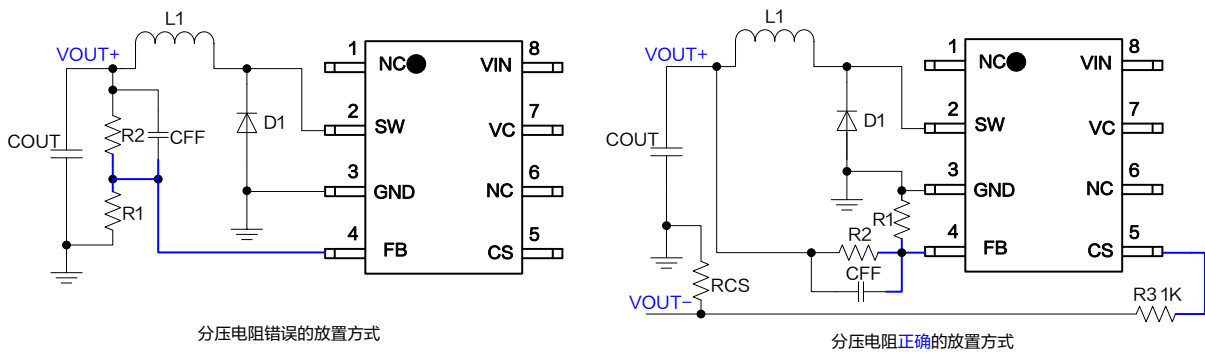 L1
VOUT+
COUT
R2
CFF
R1
D1
1
NC
8
VIN
2
SW
7
VC
3
GND
6
NC
4
FB
5
CS
分压电阻错误的放置方式
L1
VOUT+
COUT
D1
1
NC
8
VIN
2
SW
7
VC
3
GND
6
NC
R1
4
FB
5
CS
R2
CFF
RCS
VOUT−
R3 1K
分压电阻正确的放置方式